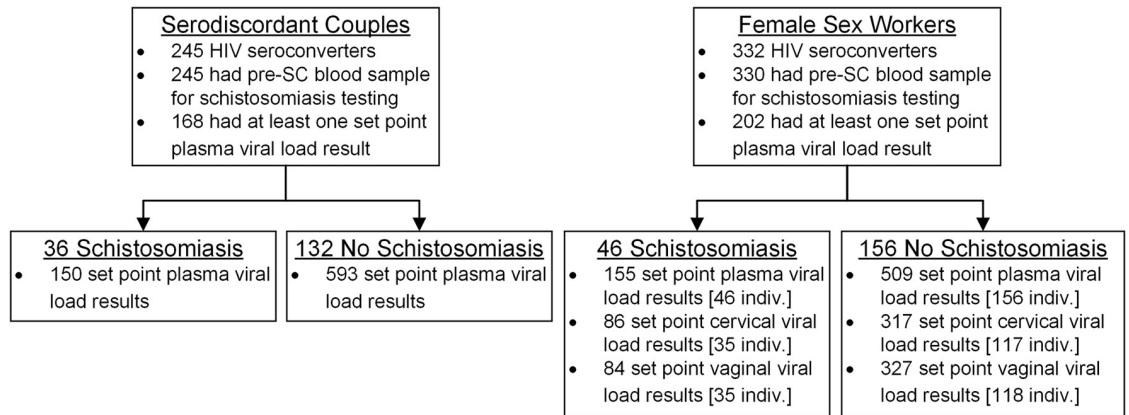 Serodiscordant Couples
• 245 HIV seroconverters
• 245 had pre-SC blood sample
for schistosomiasis testing
• 168 had at least one set point
plasma viral load result
Female Sex Workers
• 332 HIV seroconverters
• 330 had pre-SC blood sample
for schistosomiasis testing
• 202 had at least one set point
plasma viral load result
36 Schistosomiasis
• 150 set point plasma viral
load results
132 No Schistosomiasis
• 593 set point plasma viral
load results
46 Schistosomiasis
• 155 set point plasma viral
load results [46 indiv.]
• 86 set point cervical viral
load results [35 indiv.]
• 84 set point vaginal viral
load results [35 indiv.]
156 No Schistosomiasis
• 509 set point plasma viral
load results [156 indiv.]
• 317 set point cervical viral
load results [117 indiv.]
• 327 set point vaginal viral
load results [118 indiv.]